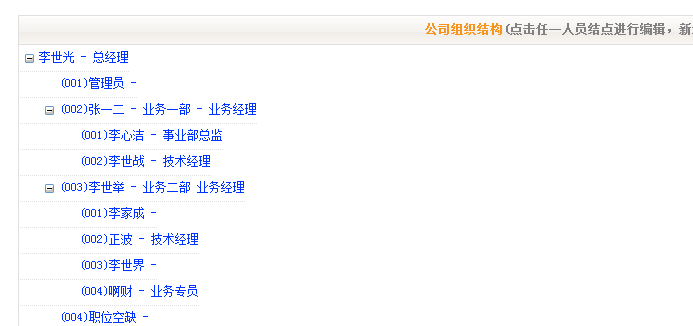 公司组织结构(点击任一人员结点进行编辑，新
李世光 - 总经理
(001)管理员 -
(002)张一二 - 业务一部 - 业务经理
(001)李心洁 - 事业部总监
(002)李世战 - 技术经理
(003)李世举 - 业务二部 业务经理
(001)李家成 -
(002)正波 - 技术经理
(003)李世界 -
(004)啊财 - 业务专员
(004)职位空缺 -